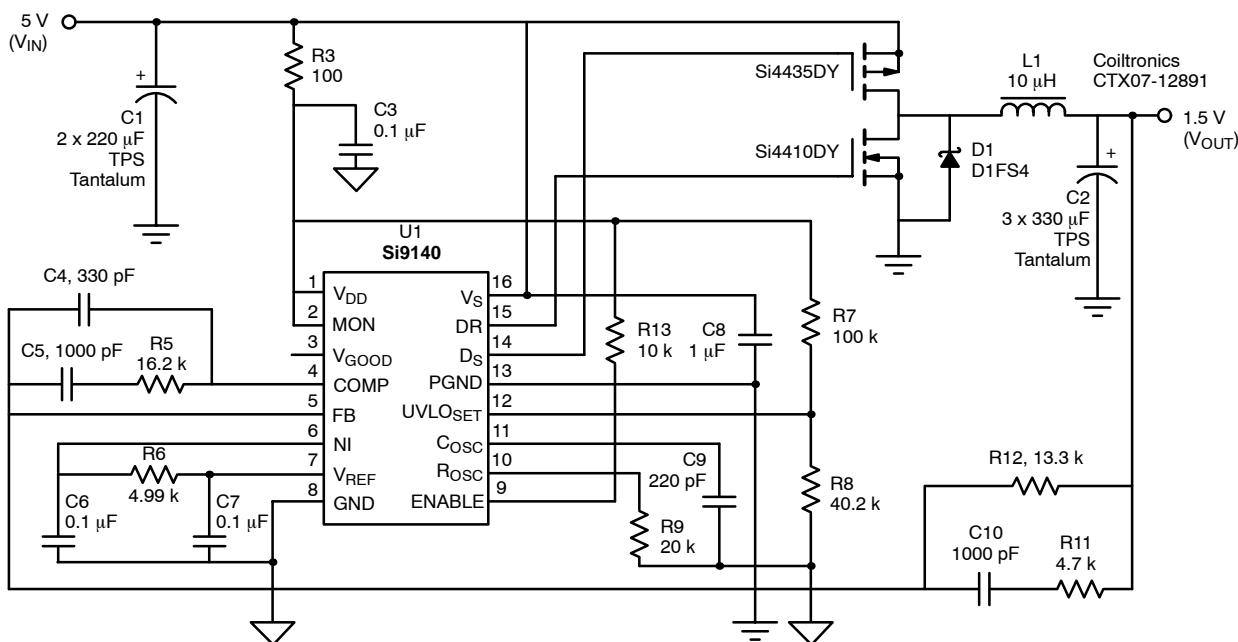 5 V
(VIN)
R3
100
+
C1
2 x 220 µF
TPS
Tantalum
C3
0.1 µF
Si4435DY
Si4410DY
L1
10 µH
Coiltronics
CTX07-12891
1.5 V
(VOUT)
D1
D1FS4
+
C2
3 x 330 µF
TPS
Tantalum
U1
Si9140
C4, 330 pF
C5, 1000 pF
R5
16.2 k
1 VDD
2 MON
3 VGOOD
4 COMP
5 FB
6 NI
7 VREF
8 GND
VS 16
DR 15
DS 14
PGND 13
UVLOSET 12
COSC 11
ROSC 10
ENABLE 9
R13
10 k
C8
1 µF
R7
100 k
R6
4.99 k
C6
0.1 µF
C7
0.1 µF
C9
220 pF
R9
20 k
R8
40.2 k
R12, 13.3 k
C10
1000 pF
R11
4.7 k